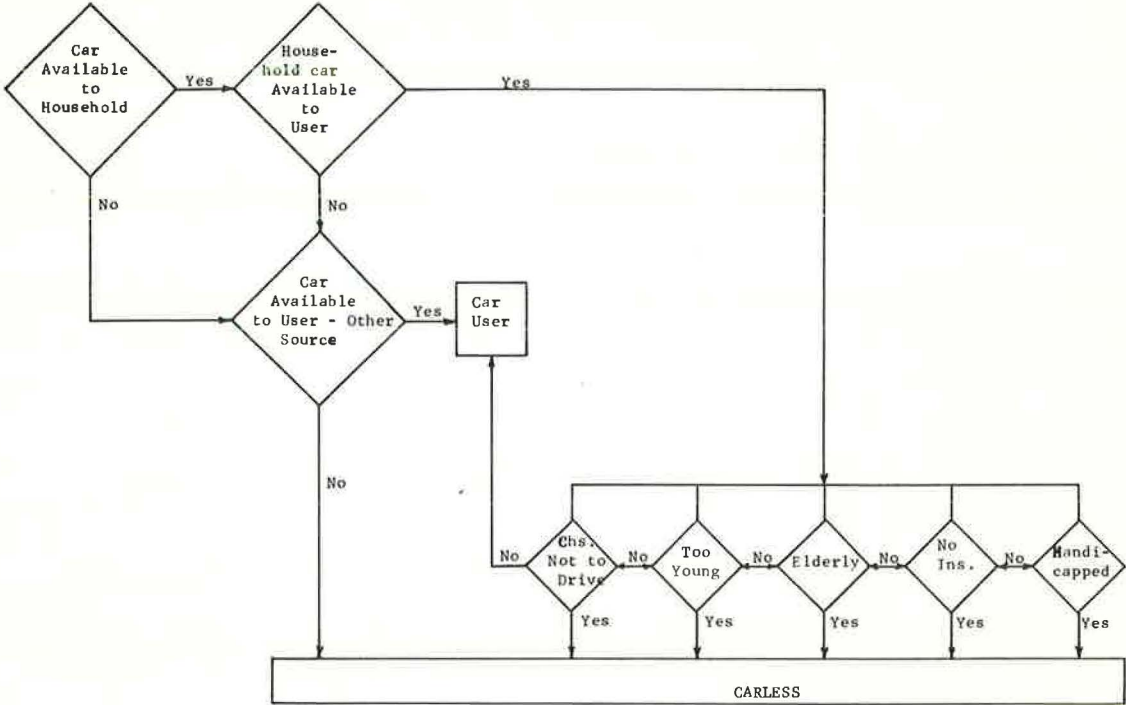 Car
Available
to
Household
Yes
House-
hold car
Available
to
User
Yes
No
No
Car
Available
to User - Other
Source
Yes
Car
User
No
No
Chs.
Not to
Drive
No
Too
Young
No
Elderly
No
No
Ins.
No
Handi-
capped
Yes
Yes
Yes
Yes
Yes
CARLESS